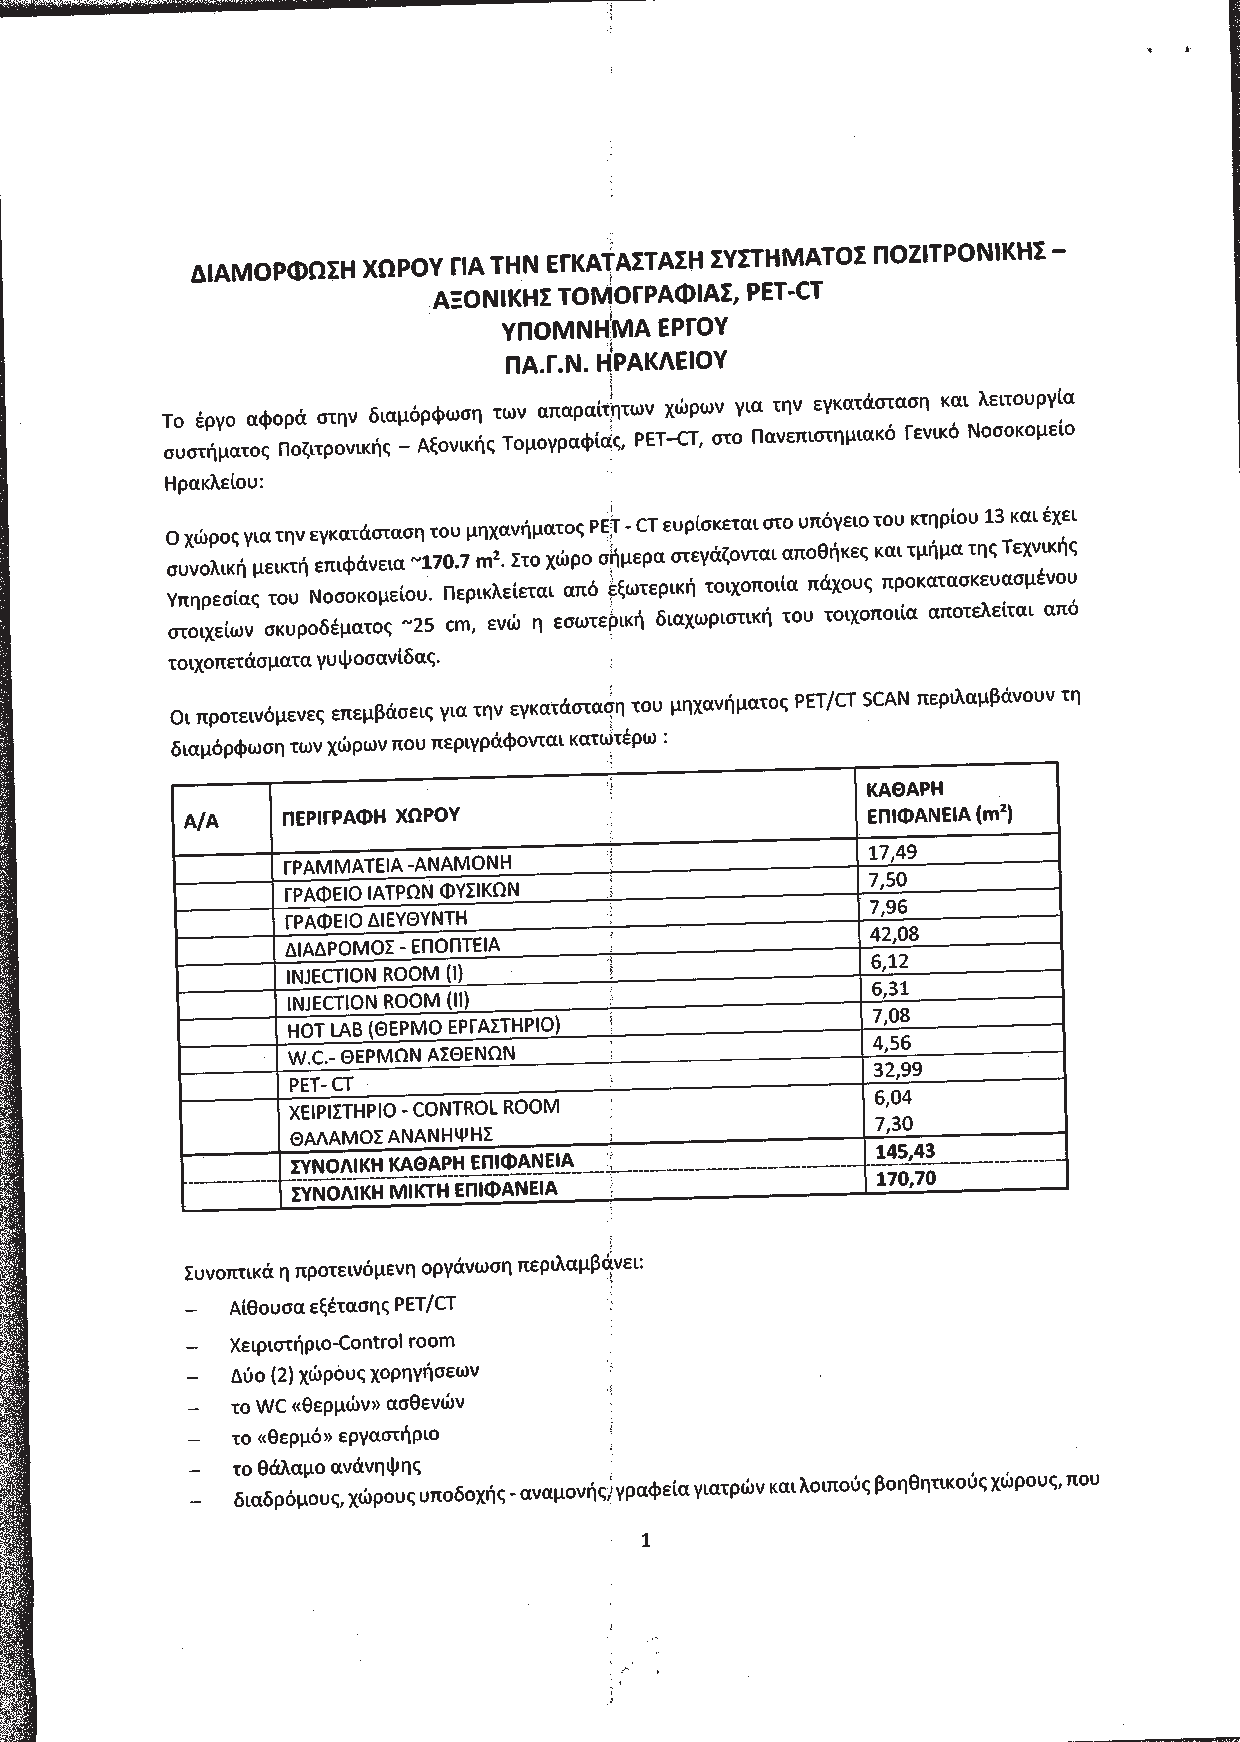 ΔΙΑΜΟΡΦΩΣΗ ΧΩΡΟΥ ΓΙΑ ΤΗΝ ΕΓΚΑΤΑΣΤΑΣΗ ΣΥΣΤΗΜΑΤΟΣ ΠΟΖΙΤΡΟΝΙΚΗΣ –
ΑΞΟΝΙΚΗΣ ΤΟΜΟΓΡΑΦΙΑΣ, PET-CT
ΥΠΟΜΝΗΜΑ ΕΡΓΟΥ
ΠΑ.Γ.Ν. ΗΡΑΚΛΕΙΟΥ
Το έργο αφορά στην διαμόρφωση των απαραίτητων χώρων για την εγκατάσταση και λειτουργία
συστήματος Ποζιτρονικής – Αξονικής Τομογραφίας, PET–CT, στο Πανεπιστημιακό Γενικό Νοσοκομείο
Ηρακλείου:
Ο χώρος για την εγκατάσταση του μηχανήματος PET - CT ευρίσκεται στο υπόγειο του κτηρίου 13 και έχει
συνολική μεικτή επιφάνεια ~170.7 m². Στο χώρο σήμερα στεγάζονται αποθήκες και τμήμα της Τεχνικής
Υπηρεσίας του Νοσοκομείου. Περικλείεται από εξωτερική τοιχοποιία πάχους προκατασκευασμένου
στοιχείων σκυροδέματος ~25 cm, ενώ η εσωτερική διαχωριστική του τοιχοποιία αποτελείται από
τοιχοπετάσματα γυψοσανίδας.
Οι προτεινόμενες επεμβάσεις για την εγκατάσταση του μηχανήματος PET/CT SCAN περιλαμβάνουν τη
διαμόρφωση των χώρων που περιγράφονται κατωτέρω :
Α/Α ΠΕΡΙΓΡΑΦΗ ΧΩΡΟΥ ΚΑΘΑΡΗ ΕΠΙΦΑΝΕΙΑ (m²)
ΓΡΑΜΜΑΤΕΙΑ -ΑΝΑΜΟΝΗ 17,49
ΓΡΑΦΕΙΟ ΙΑΤΡΩΝ ΦΥΣΙΚΩΝ 7,50
ΓΡΑΦΕΙΟ ΔΙΕΥΘΥΝΤΗ 7,96
ΔΙΑΔΡΟΜΟΣ - ΕΠΟΠΤΕΙΑ 42,08
INJECTION ROOM (I) 6,12
INJECTION ROOM (II) 6,31
HOT LAB (ΘΕΡΜΟ ΕΡΓΑΣΤΗΡΙΟ) 7,08
W.C.- ΘΕΡΜΩΝ ΑΣΘΕΝΩΝ 4,56
PET- CT 32,99
ΧΕΙΡΙΣΤΗΡΙΟ - CONTROL ROOM 6,04
ΘΑΛΑΜΟΣ ΑΝΑΝΗΨΗΣ 7,30
ΣΥΝΟΛΙΚΗ ΚΑΘΑΡΗ ΕΠΙΦΑΝΕΙΑ 145,43
ΣΥΝΟΛΙΚΗ ΜΙΚΤΗ ΕΠΙΦΑΝΕΙΑ 170,70
Συνοπτικά η προτεινόμενη οργάνωση περιλαμβάνει:
– Αίθουσα εξέτασης PET/CT
– Χειριστήριο-Control room
– Δύο (2) χώρους χορηγήσεων
– το WC «θερμών» ασθενών
– το «θερμό» εργαστήριο
– το θάλαμο ανάνηψης
– διαδρόμους, χώρους υποδοχής - αναμονής, γραφεία γιατρών και λοιπούς βοηθητικούς χώρους, που
1